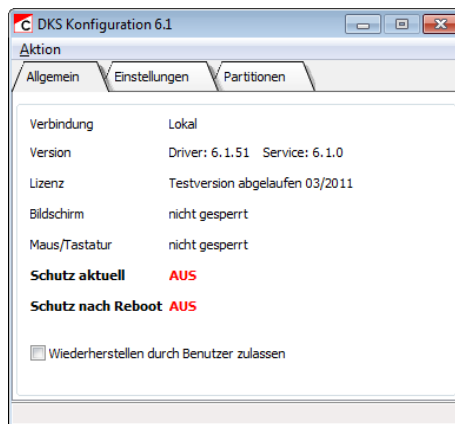 DKS Konfiguration 6.1
Aktion
Allgemein Einstellungen Partitionen
Verbindung Lokal
Version Driver: 6.1.51 Service: 6.1.0
Lizenz Testversion abgelaufen 03/2011
Bildschirm nicht gesperrt
Maus/Tastatur nicht gesperrt
Schutz aktuell AUS
Schutz nach Reboot AUS
Wiederherstellen durch Benutzer zulassen